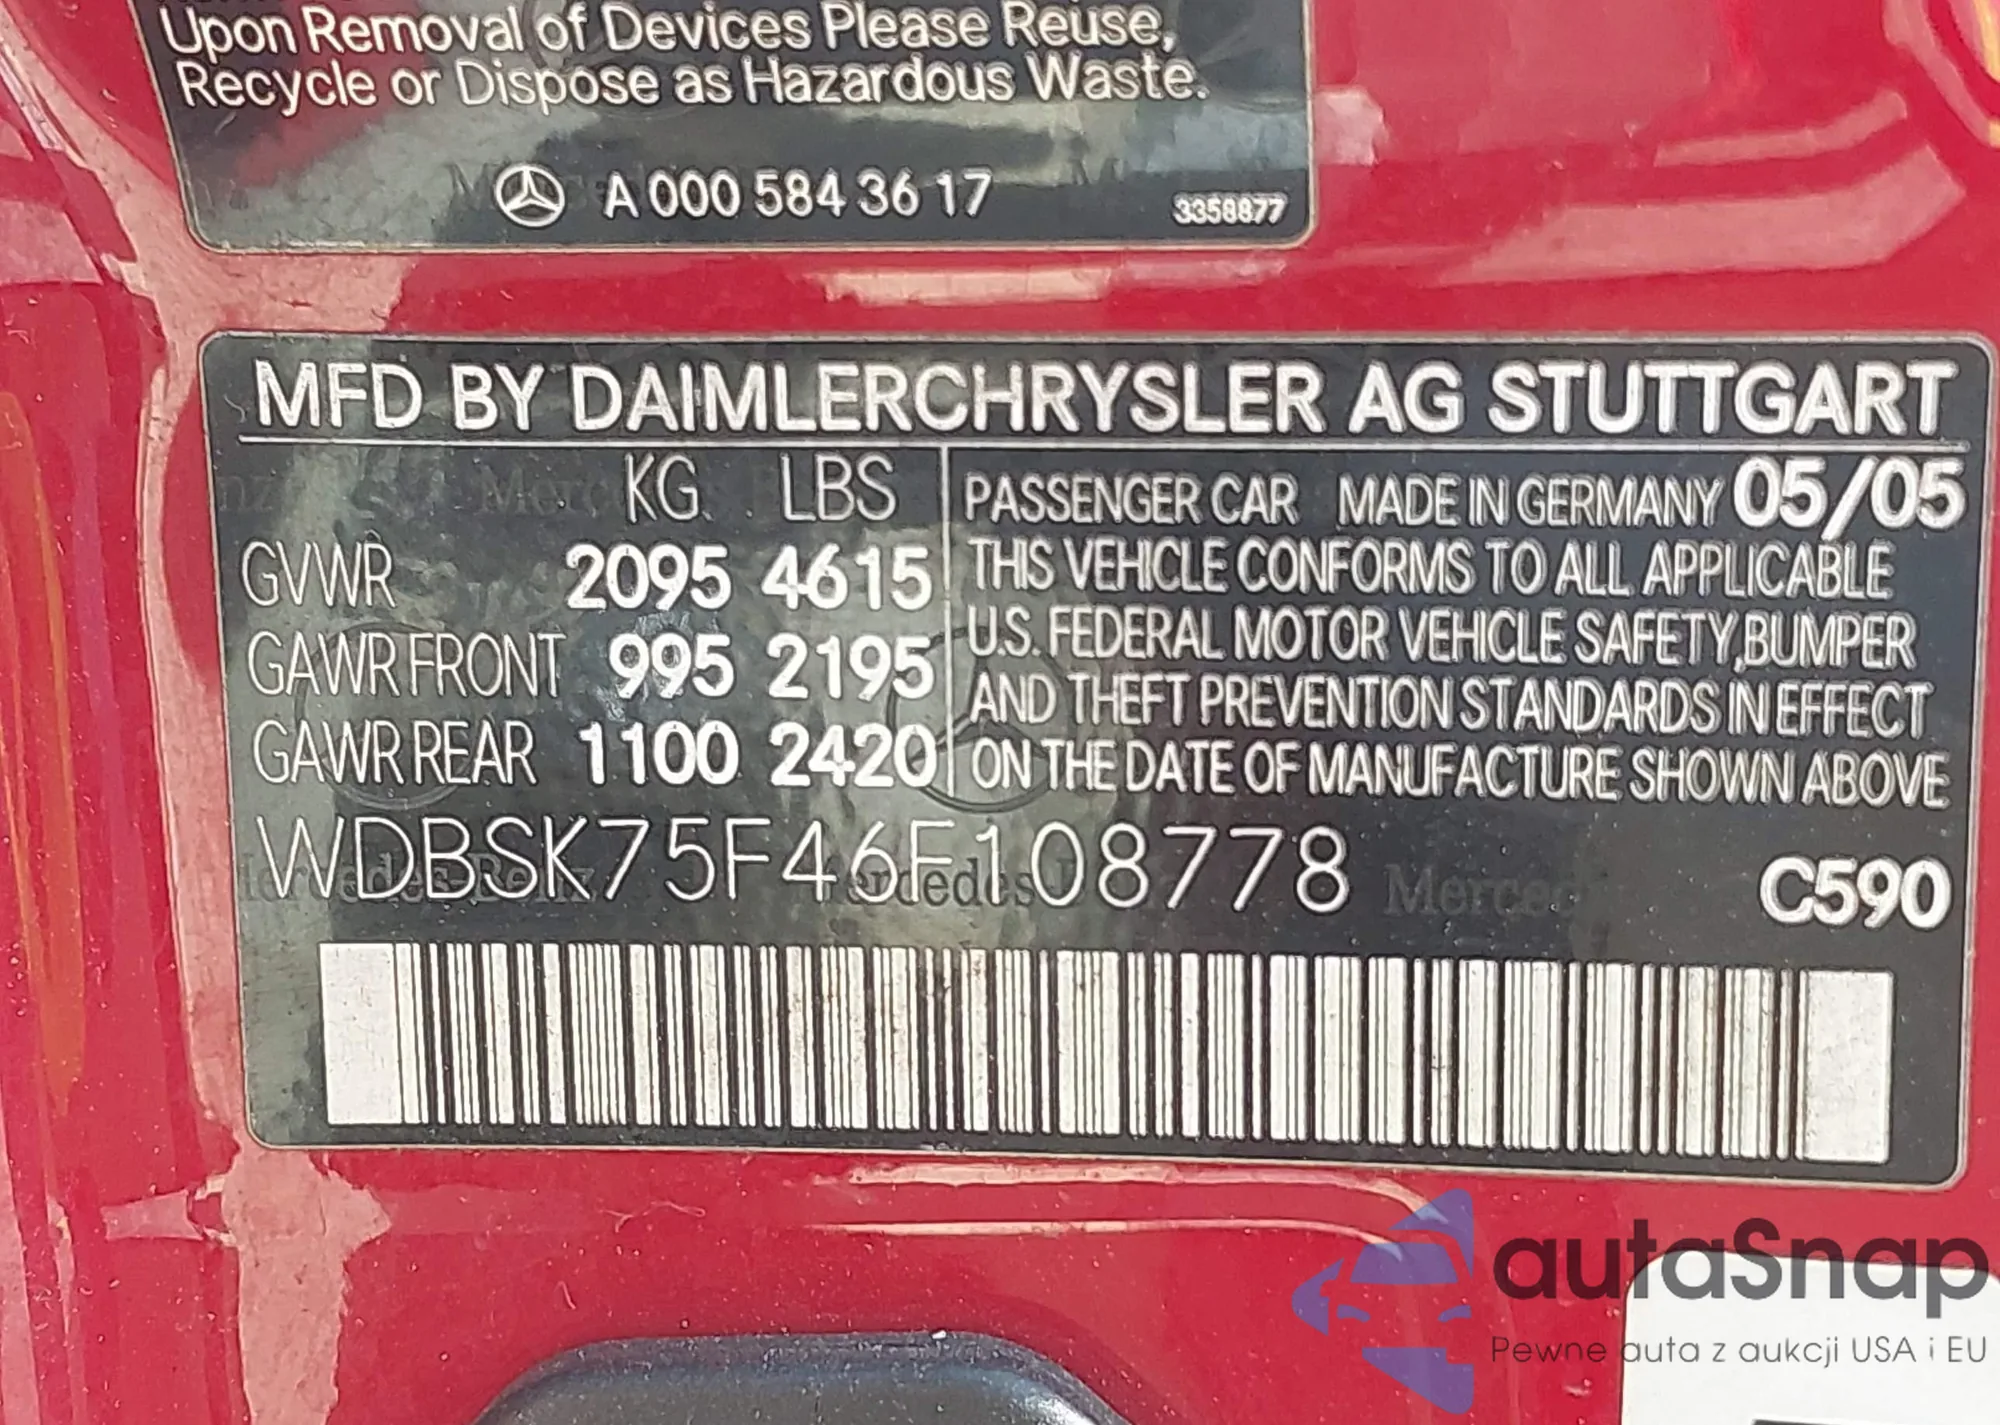 Upon Removal of Devices Please Reuse,
Recycle or Dispose as Hazardous Waste.
A 000 584 36 17
3358877
MFD BY DAIMLERCHRYSLER AG STUTTGART
KG LBS
GVWR 2095 4615
GAWR FRONT 995 2195
GAWR REAR 1100 2420
PASSENGER CAR MADE IN GERMANY 05/05
THIS VEHICLE CONFORMS TO ALL APPLICABLE
U.S. FEDERAL MOTOR VEHICLE SAFETY, BUMPER
AND THEFT PREVENTION STANDARDS IN EFFECT
ON THE DATE OF MANUFACTURE SHOWN ABOVE
WDBSK75F46F108778
C590
autaSnap
Pewne auta z aukcji USA i EU